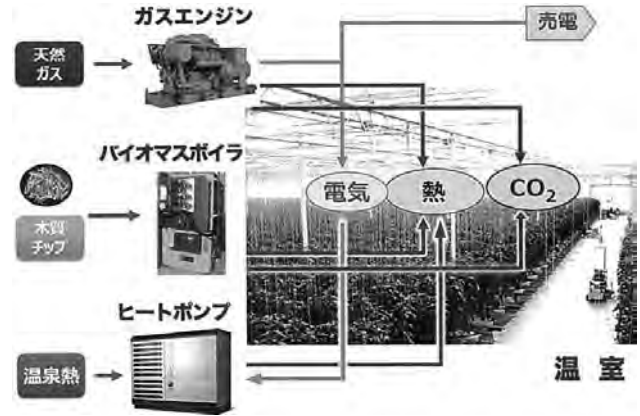 ガスエンジン
売電
天然
ガス
バイオマスボイラ
電気
熱
CO₂
木質
チップ
ヒートポンプ
温泉熱
温室